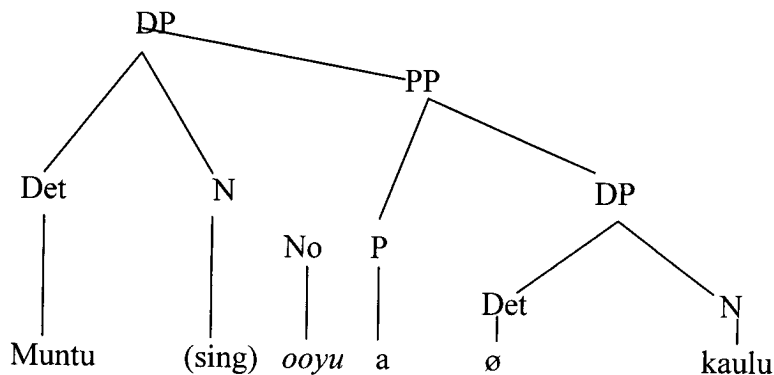 DP
PP
Det N DP
No P
Det N
Muntu (sing) ooyu a ø kaulu